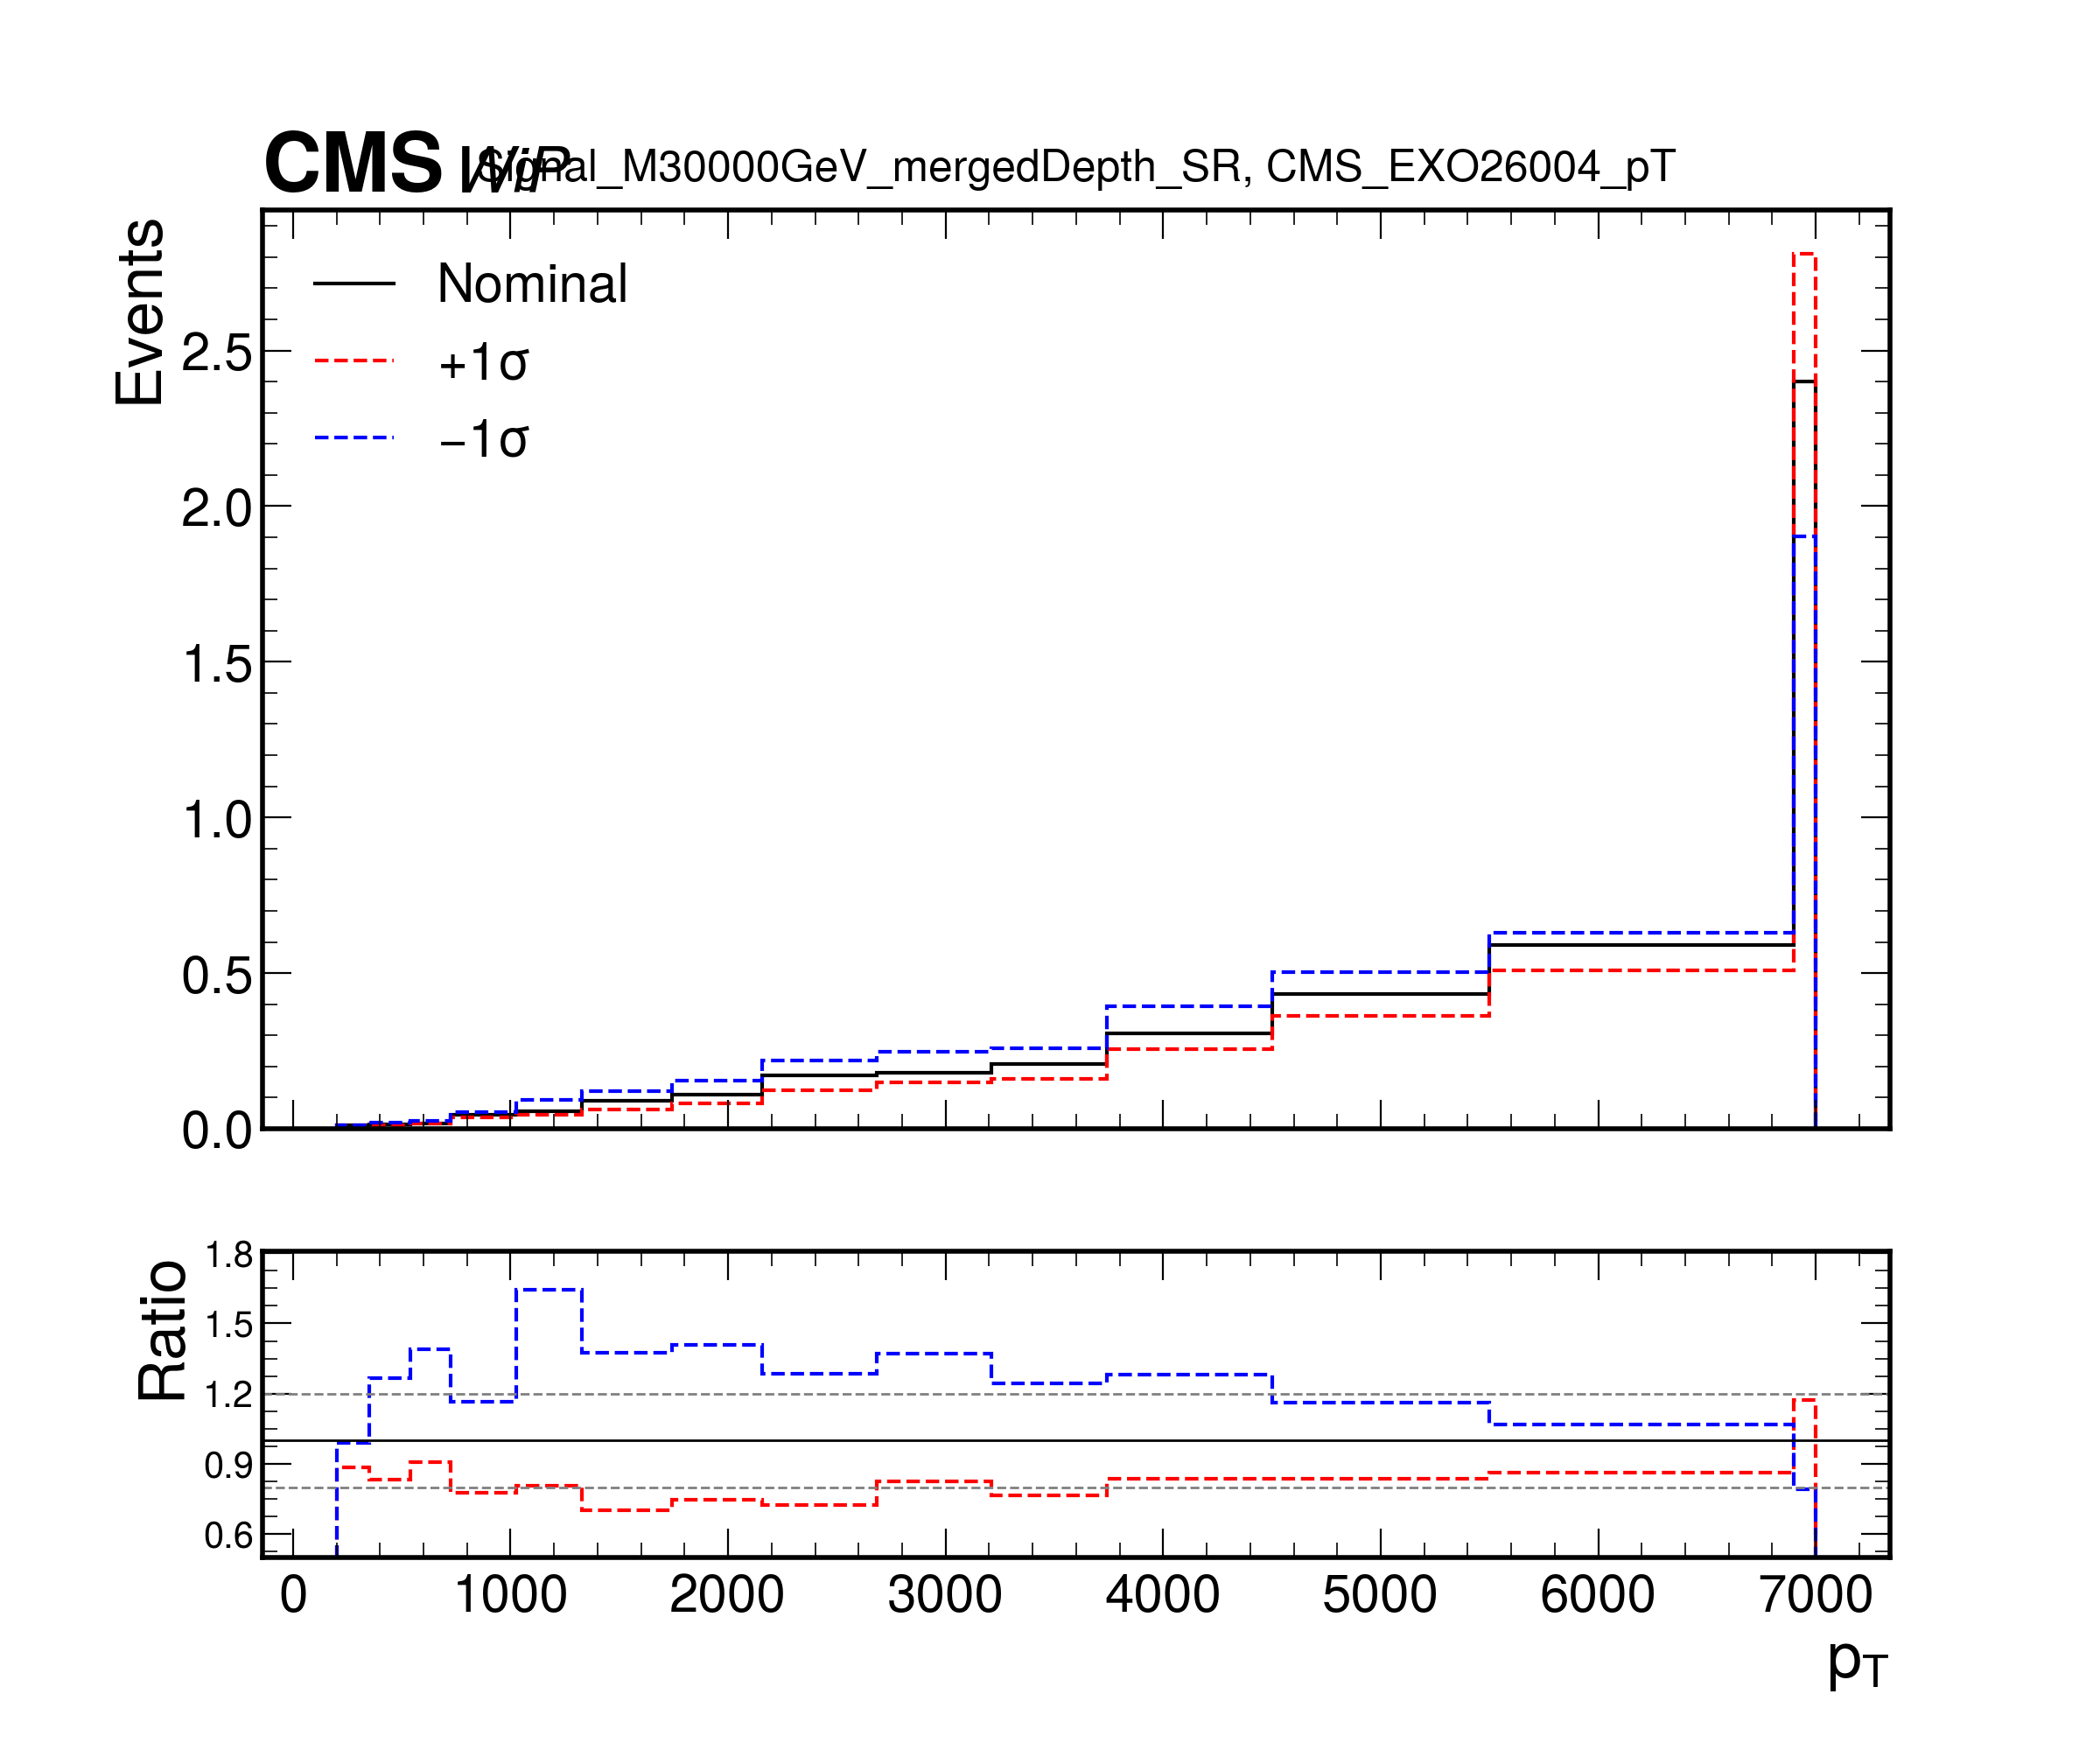 CMS WiP Signal_M30000GeV_mergedDepth_SR, CMS_EXO26004_pT
Events
Nominal
+1σ
−1σ
2.5
2.0
1.5
1.0
0.5
0.0
Ratio
1.8
1.5
1.2
0.9
0.6
0 1000 2000 3000 4000 5000 6000 7000
pT